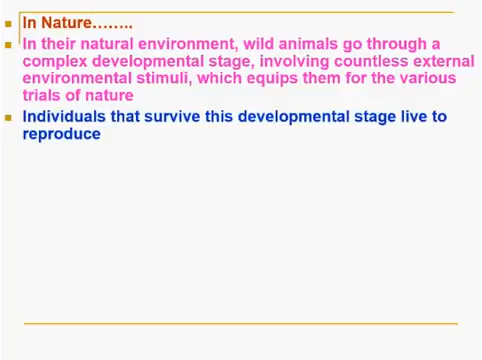 In Nature……..
In their natural environment, wild animals go through a
complex developmental stage, involving countless external
environmental stimuli, which equips them for the various
trials of nature
Individuals that survive this developmental stage live to
reproduce